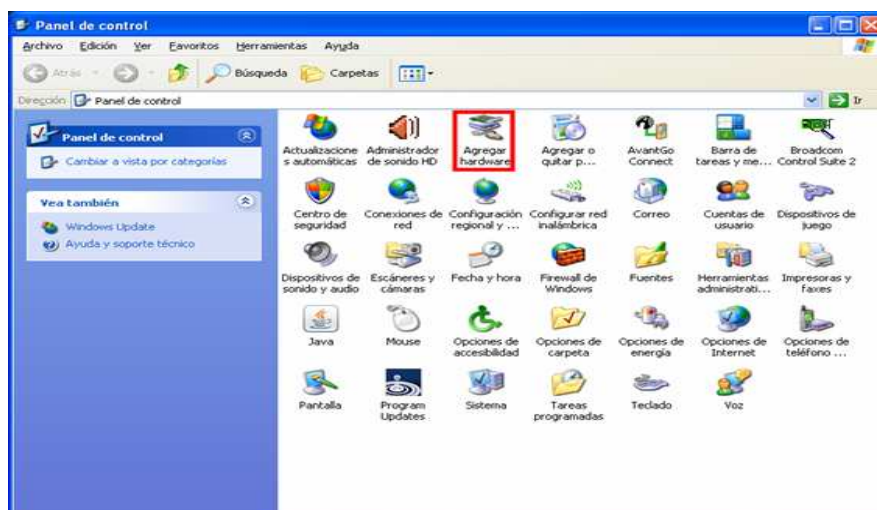 Panel de control
Archivo Edición Ver Favoritos Herramientas Ayuda
Atrás Búsqueda Carpetas
Dirección Panel de control Ir
Panel de control
Cambiar a vista por categorías
Vea también
Windows Update
Ayuda y soporte técnico
Actualizacione
s automáticas
Administrador
de sonido HD
Agregar
hardware
Agregar o
quitar p...
AvantGo
Connect
Barra de
tareas y me...
Broadcom
Control Suite 2
Centro de
seguridad
Conexiones de
red
Configuración
regional y ...
Configurar red
inalámbrica
Correo
Cuentas de
usuario
Dispositivos de
juego
Dispositivos de
sonido y audio
Escáneres y
cámaras
Fecha y hora
Firewall de
Windows
Fuentes
Herramientas
administrati...
Impresoras y
faxes
Java
Mouse
Opciones de
accesibilidad
Opciones de
carpeta
Opciones de
energía
Opciones de
Internet
Opciones de
teléfono ...
Pantalla
Program
Updates
Sistema
Tareas
programadas
Teclado
Voz